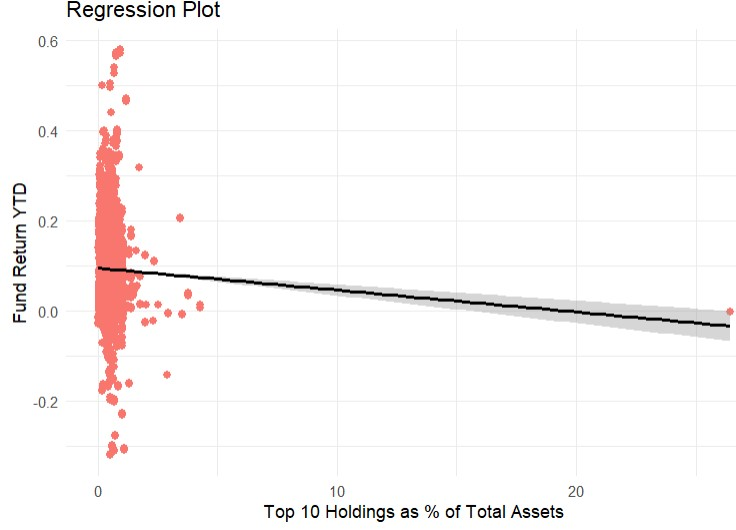 Regression Plot
0.6
0.4
0.2
0.0
-0.2
Fund Return YTD
0 10 20
Top 10 Holdings as % of Total Assets